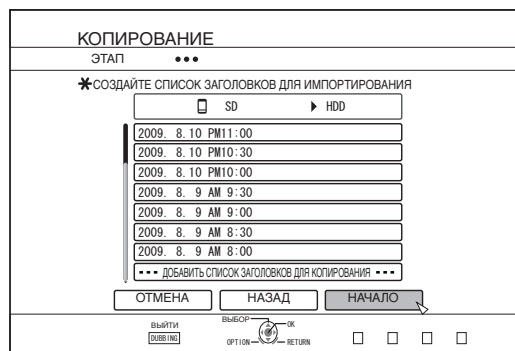 КОПИРОВАНИЕ
ЭТАП •••
✱СОЗДАЙТЕ СПИСОК ЗАГОЛОВКОВ ДЛЯ ИМПОРТИРОВАНИЯ
SD ▶ HDD
2009. 8.10 PM11:00
2009. 8.10 PM10:30
2009. 8.10 PM10:00
2009. 8. 9 AM 9:30
2009. 8. 9 AM 9:00
2009. 8. 9 AM 8:30
2009. 8. 9 AM 8:00
--- ДОБАВИТЬ СПИСОК ЗАГОЛОВКОВ ДЛЯ КОПИРОВАНИЯ ---
ОТМЕНА НАЗАД НАЧАЛО
ВЫЙТИ ВЫБОР OK
DUBBING OPTION RETURN